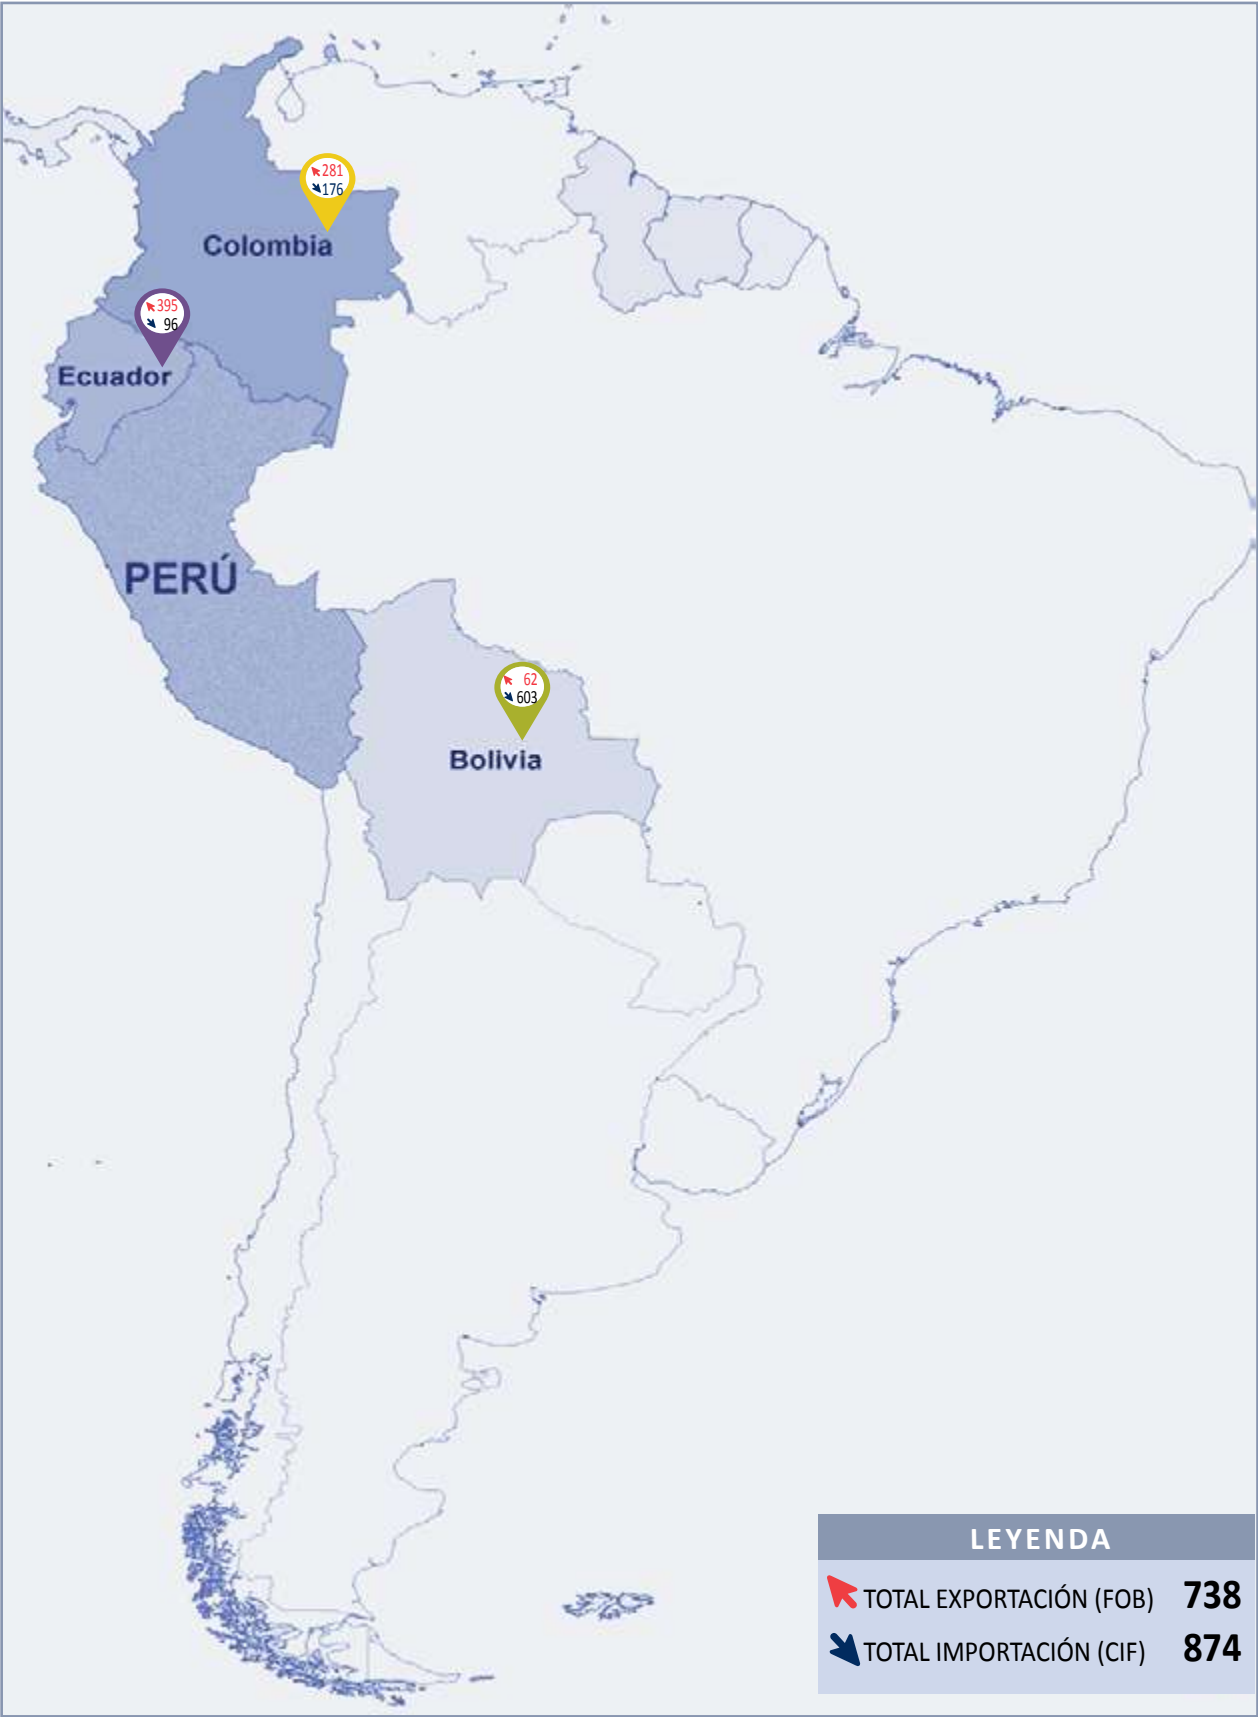 281
176
Colombia
395
96
Ecuador
PERÚ
62
603
Bolivia
LEYENDA
TOTAL EXPORTACIÓN (FOB) 738
TOTAL IMPORTACIÓN (CIF) 874